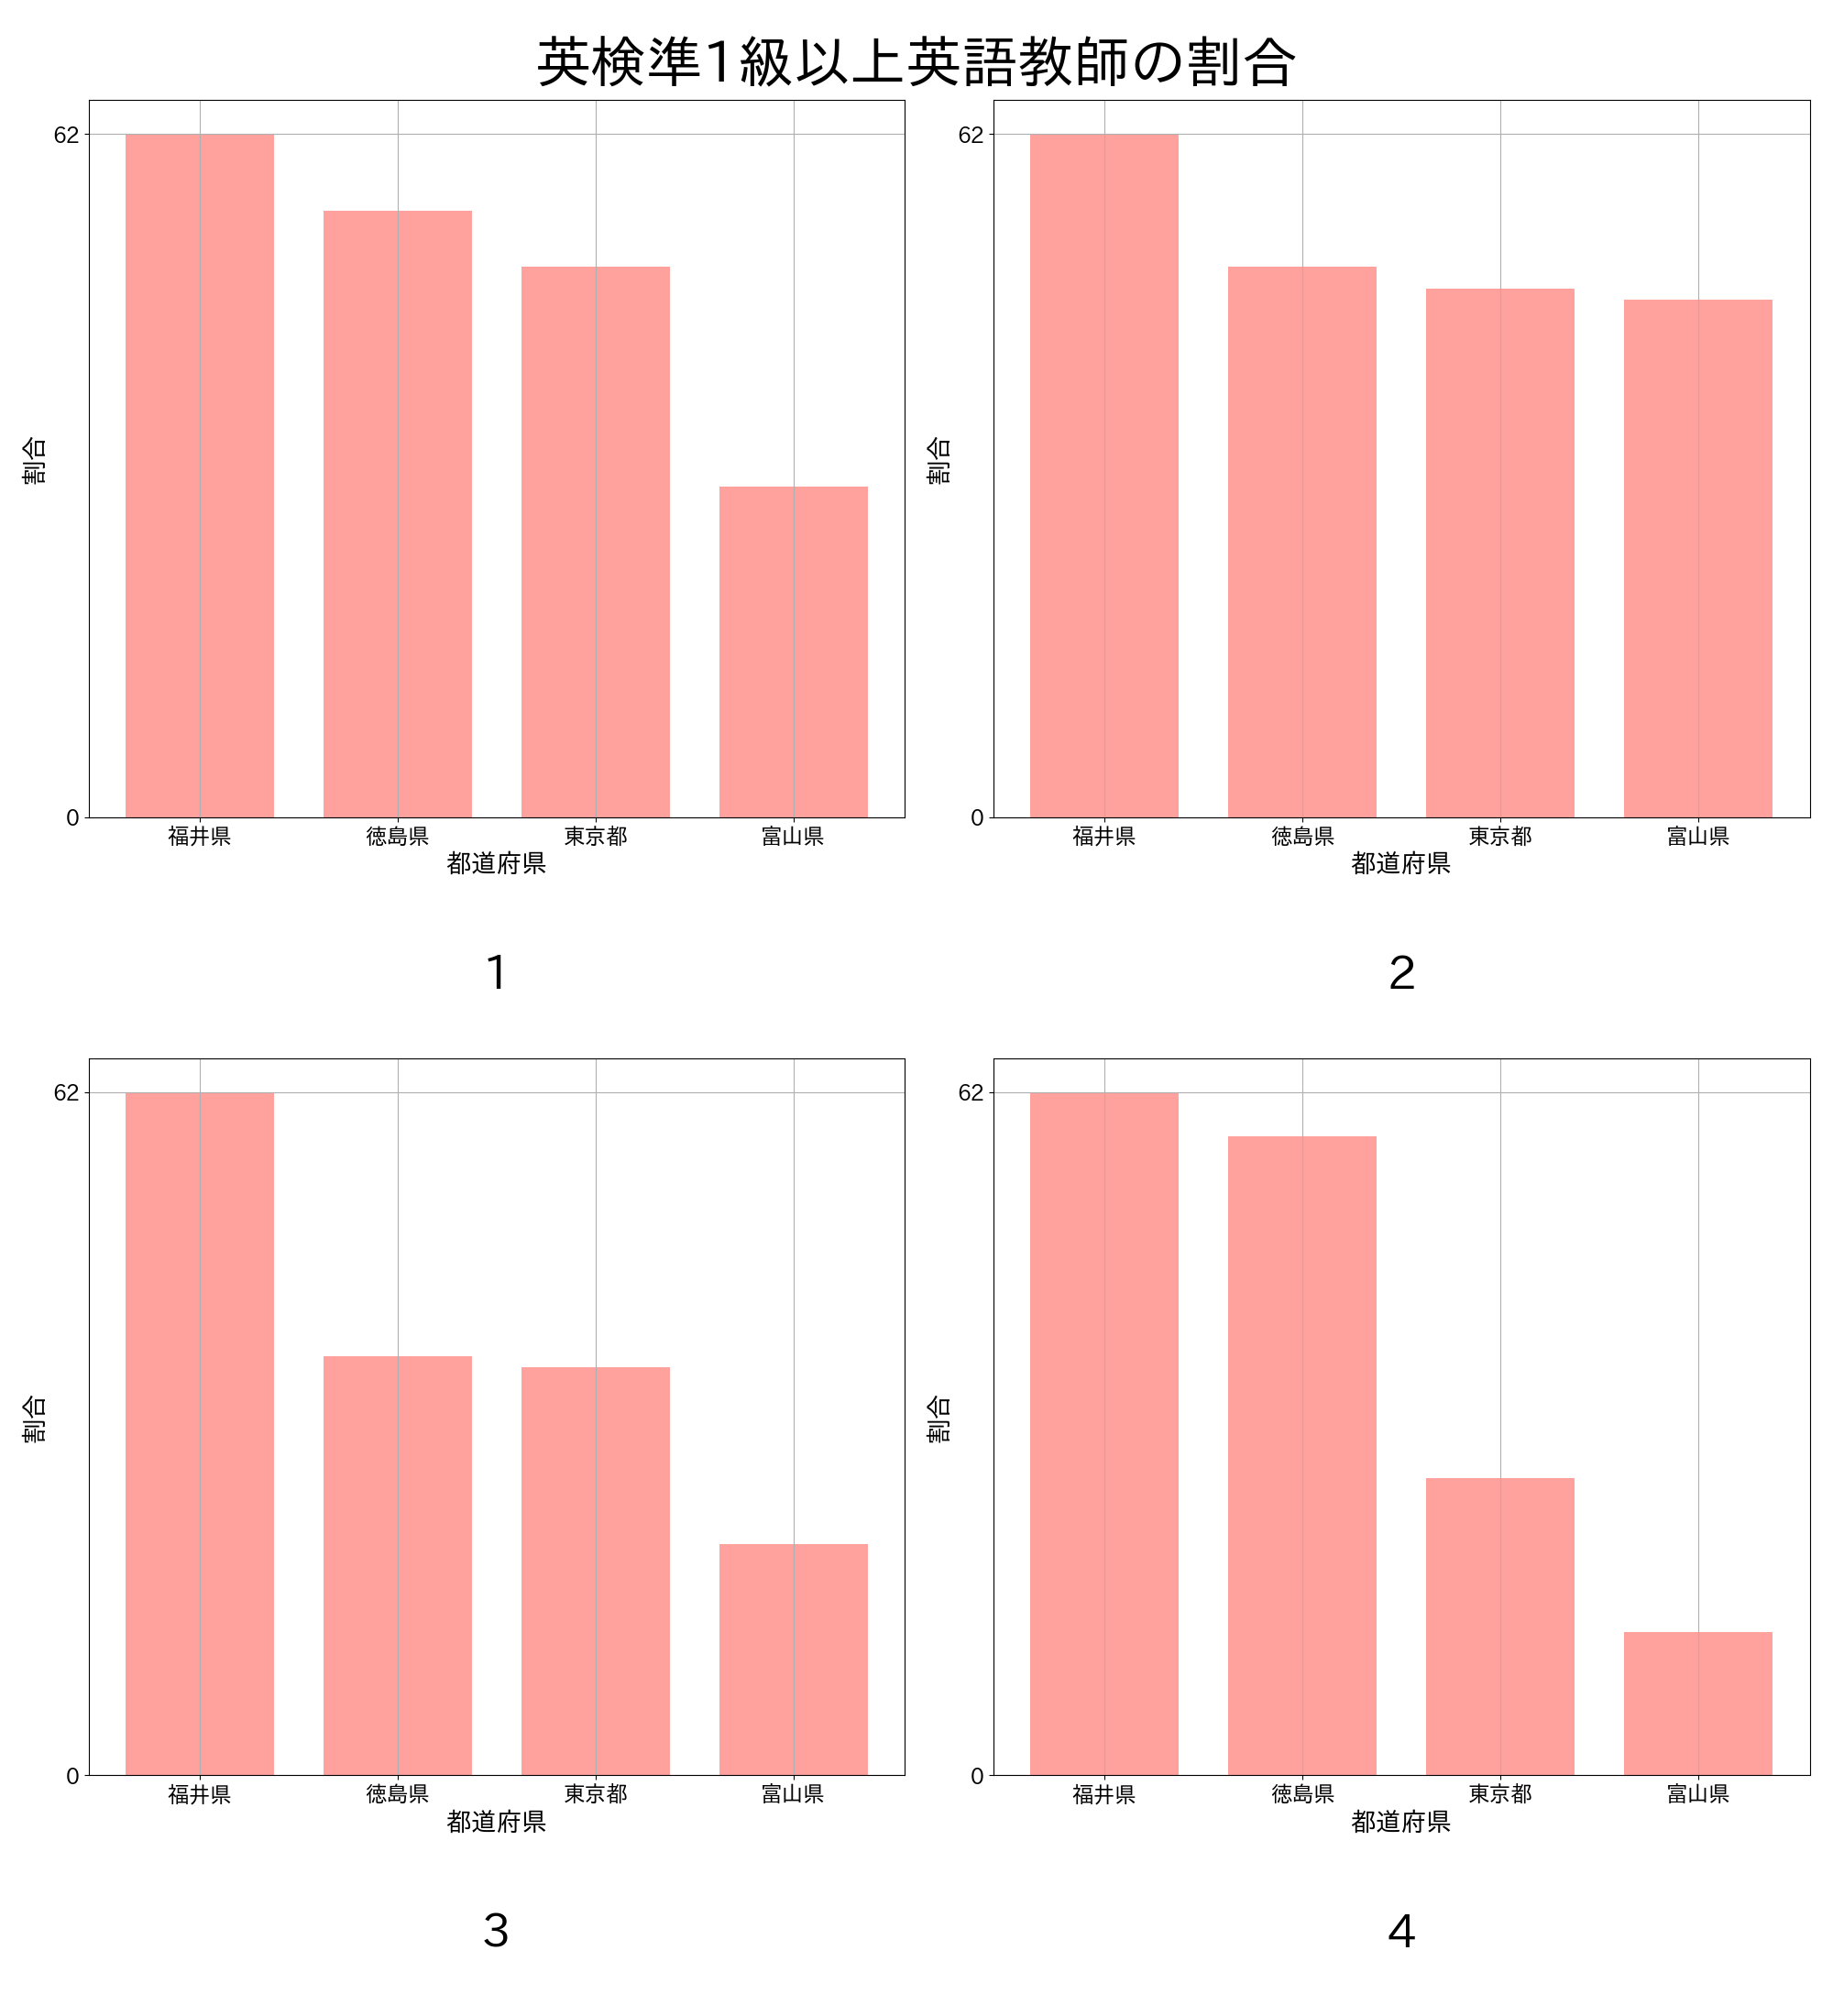 英検準1級以上英語教師の割合
62
0
割合
福井県 徳島県 東京都 富山県
都道府県
1
62
0
割合
福井県 徳島県 東京都 富山県
都道府県
2
62
0
割合
福井県 徳島県 東京都 富山県
都道府県
3
62
0
割合
福井県 徳島県 東京都 富山県
都道府県
4